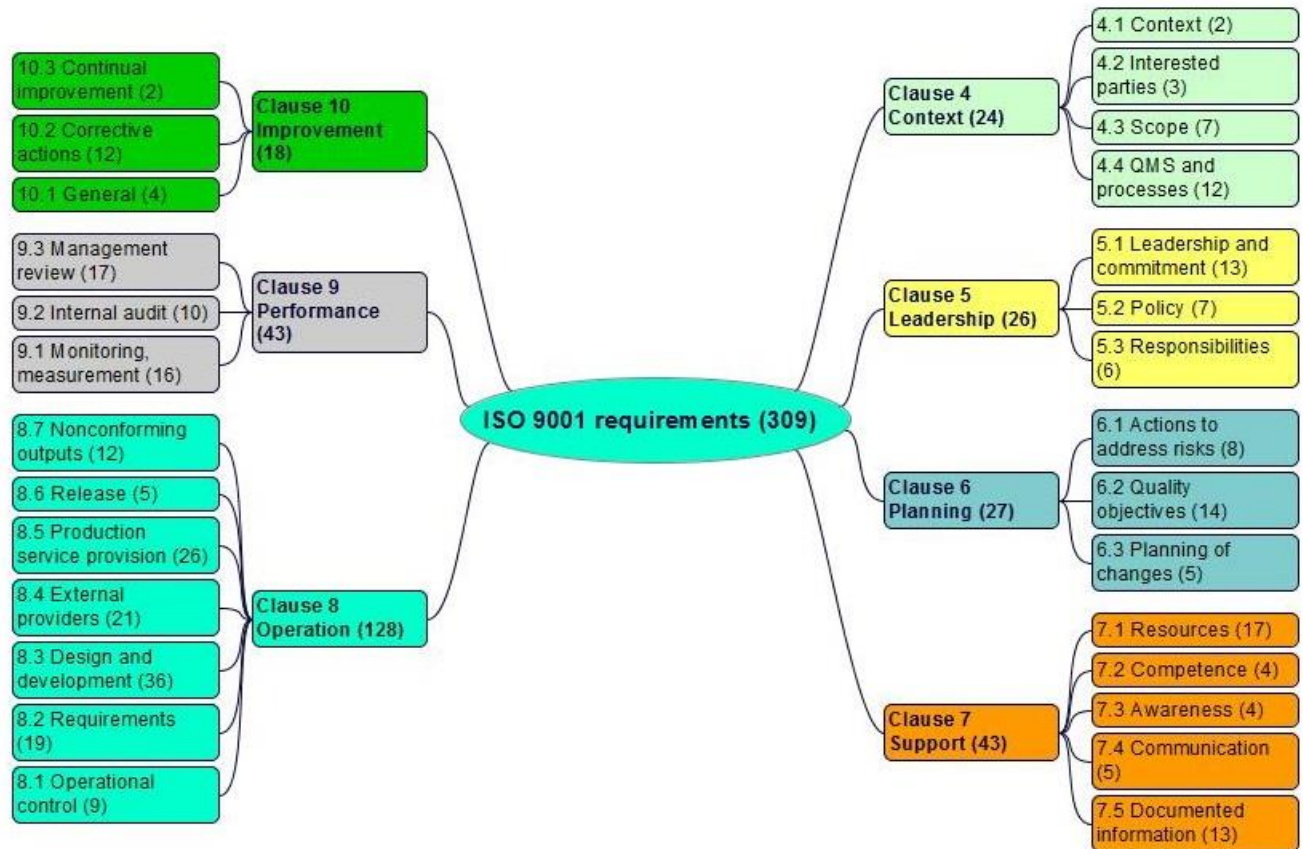 10.3 Continual
improvement (2)
10.2 Corrective
actions (12)
10.1 General (4)
Clause 10
Improvement
(18)
9.3 Management
review (17)
9.2 Internal audit (10)
9.1 Monitoring,
measurement (16)
Clause 9
Performance
(43)
8.7 Nonconforming
outputs (12)
8.6 Release (5)
8.5 Production
service provision (26)
8.4 External
providers (21)
8.3 Design and
development (36)
8.2 Requirements
(19)
8.1 Operational
control (9)
Clause 8
Operation (128)
ISO 9001 requirements (309)
Clause 4
Context (24)
4.1 Context (2)
4.2 Interested
parties (3)
4.3 Scope (7)
4.4 QMS and
processes (12)
Clause 5
Leadership (26)
5.1 Leadership and
commitment (13)
5.2 Policy (7)
5.3 Responsibilities
(6)
Clause 6
Planning (27)
6.1 Actions to
address risks (8)
6.2 Quality
objectives (14)
6.3 Planning of
changes (5)
Clause 7
Support (43)
7.1 Resources (17)
7.2 Competence (4)
7.3 Awareness (4)
7.4 Communication
(5)
7.5 Documented
information (13)